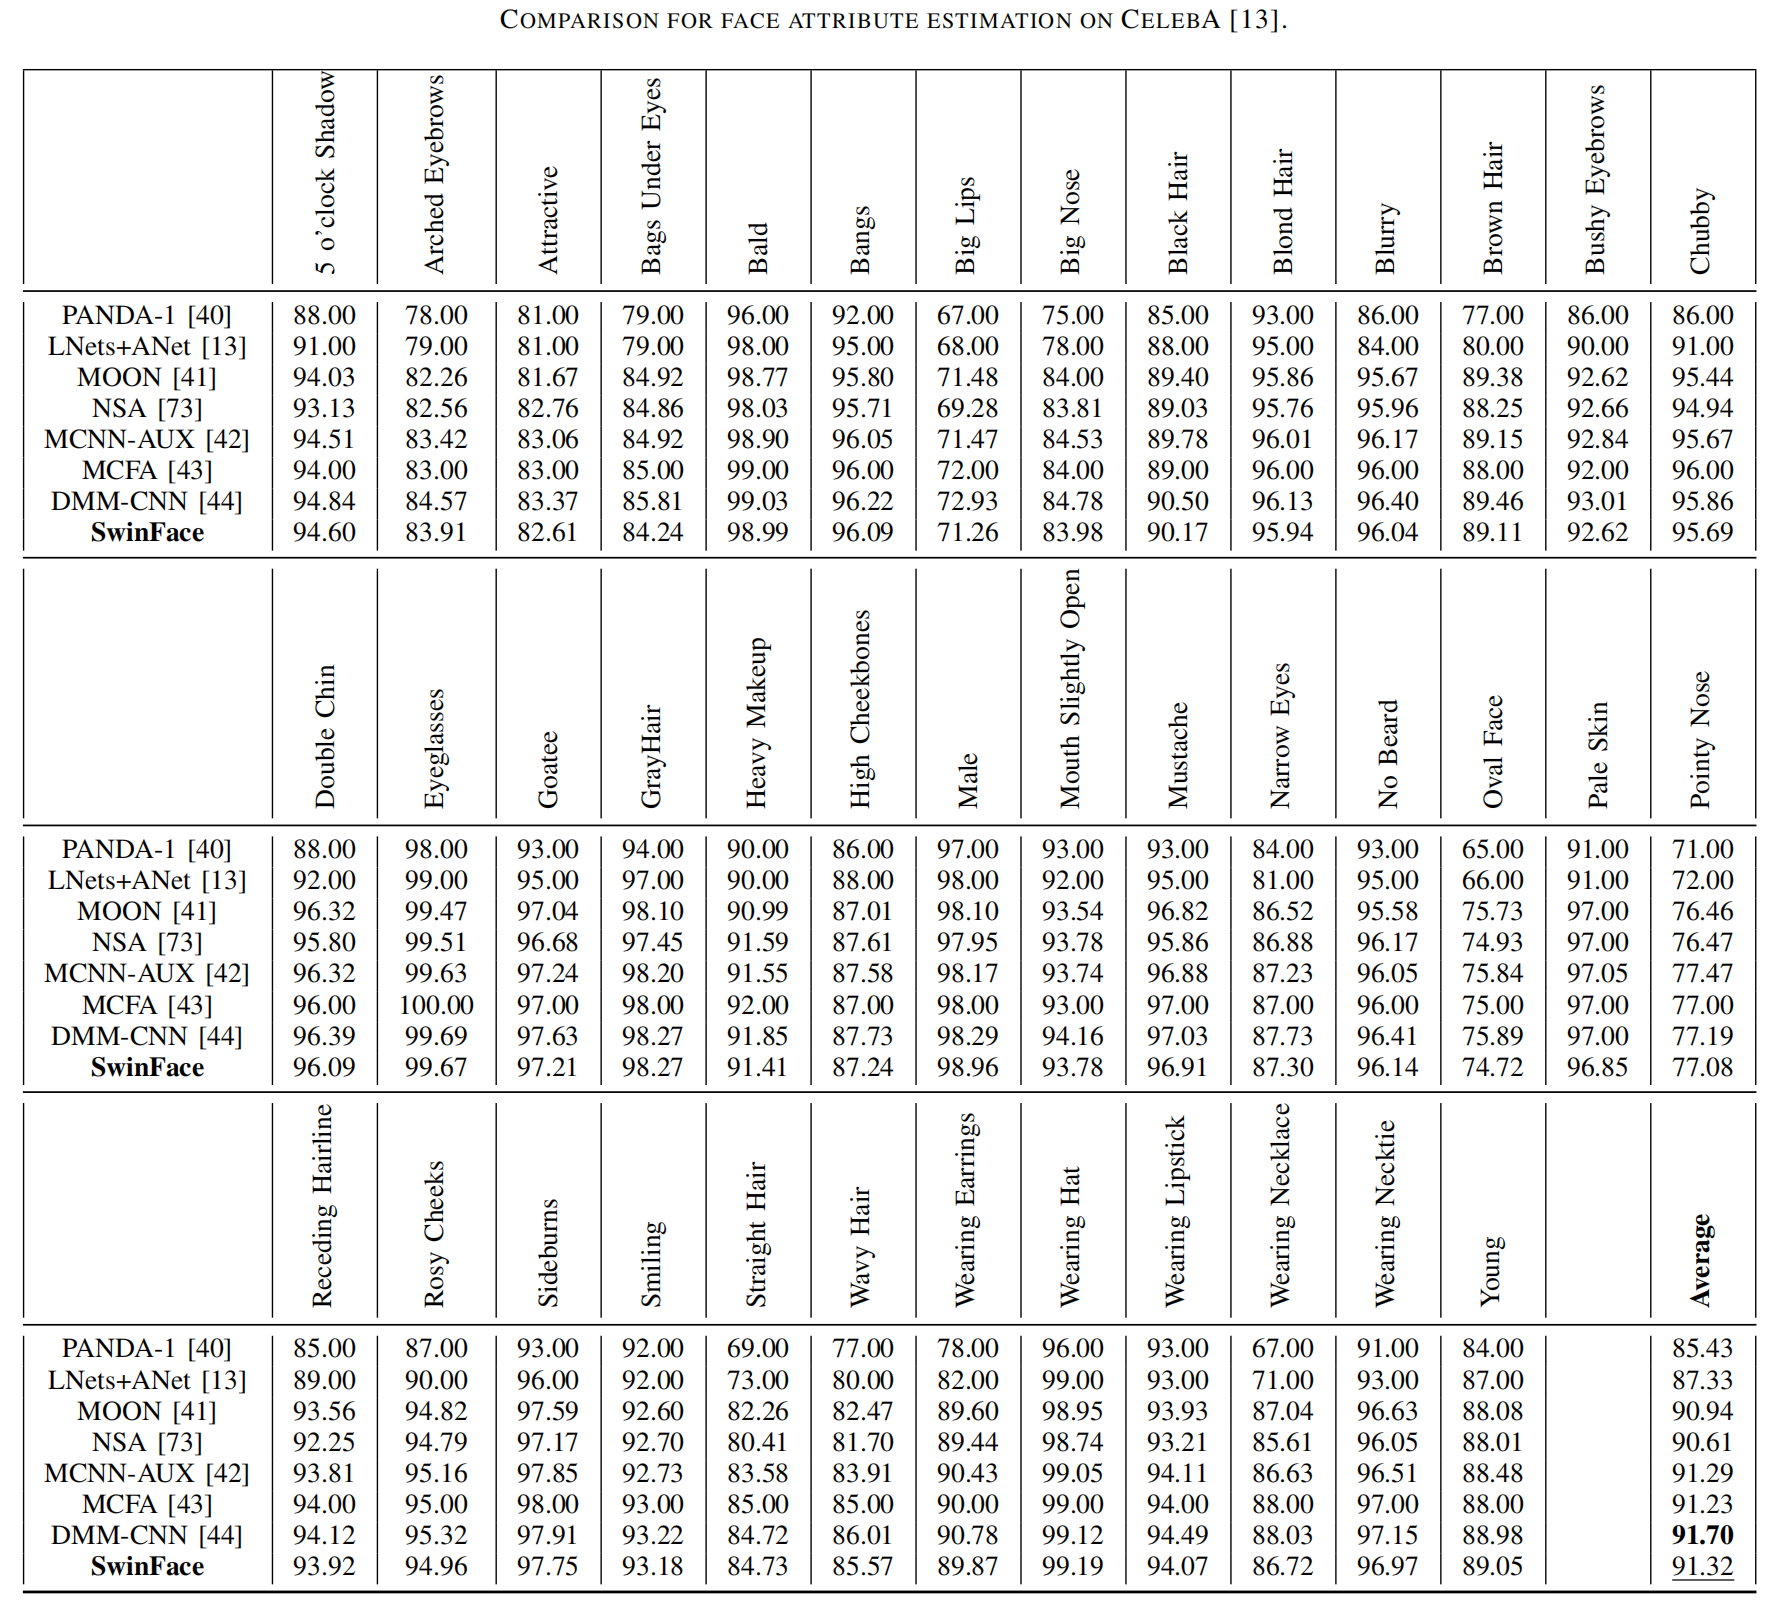 COMPARISON FOR FACE ATTRIBUTE ESTIMATION ON CELEBA [13].
5 o'clock Shadow Arched Eyebrows Attractive Bags Under Eyes Bald Bangs Big Lips Big Nose Black Hair Blond Hair Blurry Brown Hair Bushy Eyebrows Chubby
PANDA-1 [40] 88.00 78.00 81.00 79.00 96.00 92.00 67.00 75.00 85.00 93.00 86.00 77.00 86.00 86.00
LNets+ANet [13] 91.00 79.00 81.00 79.00 98.00 95.00 68.00 78.00 88.00 95.00 84.00 80.00 90.00 91.00
MOON [41] 94.03 82.26 81.67 84.92 98.77 95.80 71.48 84.00 89.40 95.86 95.67 89.38 92.62 95.44
NSA [73] 93.13 82.56 82.76 84.86 98.03 95.71 69.28 83.81 89.03 95.76 95.96 88.25 92.66 94.94
MCNN-AUX [42] 94.51 83.42 83.06 84.92 98.90 96.05 71.47 84.53 89.78 96.01 96.17 89.15 92.84 95.67
MCFA [43] 94.00 83.00 83.00 85.00 99.00 96.00 72.00 84.00 89.00 96.00 96.00 88.00 92.00 96.00
DMM-CNN [44] 94.84 84.57 83.37 85.81 99.03 96.22 72.93 84.78 90.50 96.13 96.40 89.46 93.01 95.86
SwinFace 94.60 83.91 82.61 84.24 98.99 96.09 71.26 83.98 90.17 95.94 96.04 89.11 92.62 95.69
Double Chin Eyeglasses Goatee GrayHair Heavy Makeup High Cheekbones Male Mouth Slightly Open Mustache Narrow Eyes No Beard Oval Face Pale Skin Pointy Nose
PANDA-1 [40] 88.00 98.00 93.00 94.00 90.00 86.00 97.00 93.00 93.00 84.00 93.00 65.00 91.00 71.00
LNets+ANet [13] 92.00 99.00 95.00 97.00 90.00 88.00 98.00 92.00 95.00 81.00 95.00 66.00 91.00 72.00
MOON [41] 96.32 99.47 97.04 98.10 90.99 87.01 98.10 93.54 96.82 86.52 95.58 75.73 97.00 76.46
NSA [73] 95.80 99.51 96.68 97.45 91.59 87.61 97.95 93.78 95.86 86.88 96.17 74.93 97.00 76.47
MCNN-AUX [42] 96.32 99.63 97.24 98.20 91.55 87.58 98.17 93.74 96.88 87.23 96.05 75.84 97.05 77.47
MCFA [43] 96.00 100.00 97.00 98.00 92.00 87.00 98.00 93.00 97.00 87.00 96.00 75.00 97.00 77.00
DMM-CNN [44] 96.39 99.69 97.63 98.27 91.85 87.73 98.29 94.16 97.03 87.73 96.41 75.89 97.00 77.19
SwinFace 96.09 99.67 97.21 98.27 91.41 87.24 98.96 93.78 96.91 87.30 96.14 74.72 96.85 77.08
Receding Hairline Rosy Cheeks Sideburns Smiling Straight Hair Wavy Hair Wearing Earrings Wearing Hat Wearing Lipstick Wearing Necklace Wearing Necktie Young Average
PANDA-1 [40] 85.00 87.00 93.00 92.00 69.00 77.00 78.00 96.00 93.00 67.00 91.00 84.00 85.43
LNets+ANet [13] 89.00 90.00 96.00 92.00 73.00 80.00 82.00 99.00 93.00 71.00 93.00 87.00 87.33
MOON [41] 93.56 94.82 97.59 92.60 82.26 82.47 89.60 98.95 93.93 87.04 96.63 88.08 90.94
NSA [73] 92.25 94.79 97.17 92.70 80.41 81.70 89.44 98.74 93.21 85.61 96.05 88.01 90.61
MCNN-AUX [42] 93.81 95.16 97.85 92.73 83.58 83.91 90.43 99.05 94.11 86.63 96.51 88.48 91.29
MCFA [43] 94.00 95.00 98.00 93.00 85.00 85.00 90.00 99.00 94.00 88.00 97.00 88.00 91.23
DMM-CNN [44] 94.12 95.32 97.91 93.22 84.72 86.01 90.78 99.12 94.49 88.03 97.15 88.98 91.70
SwinFace 93.92 94.96 97.75 93.18 84.73 85.57 89.87 99.19 94.07 86.72 96.97 89.05 91.32